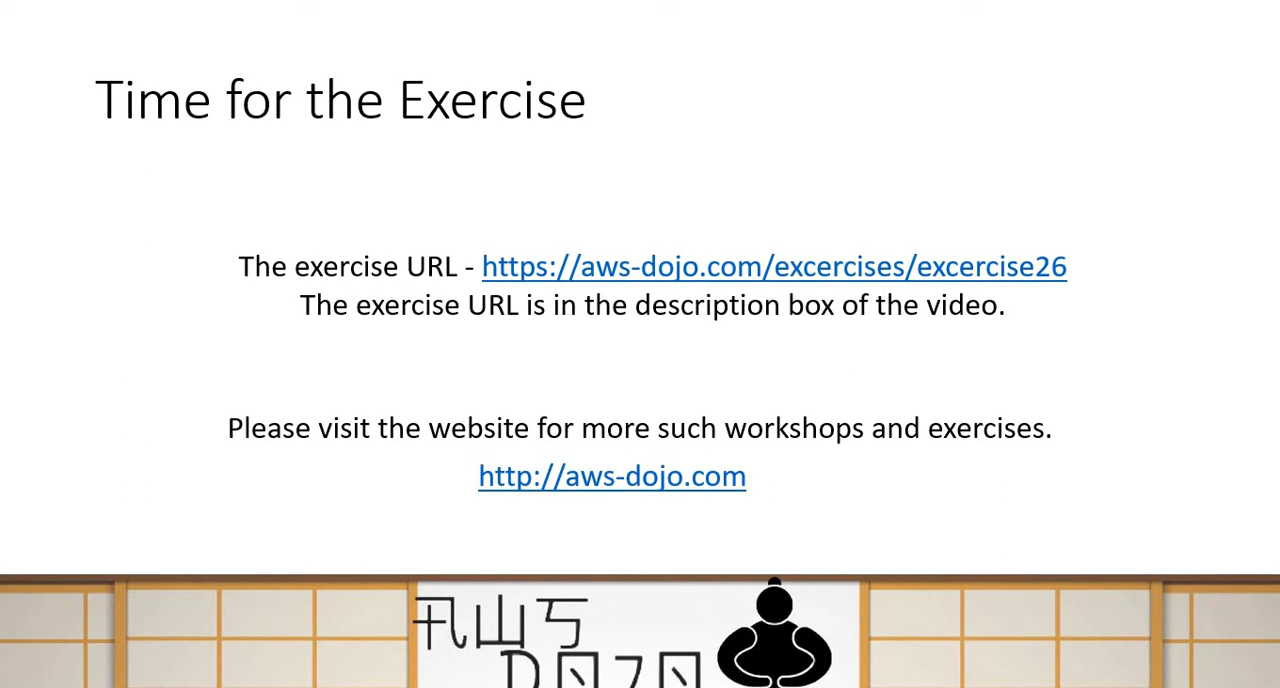 Time for the Exercise
The exercise URL - https://aws-dojo.com/excercises/excercise26
The exercise URL is in the description box of the video.
Please visit the website for more such workshops and exercises.
http://aws-dojo.com
AWS
DOJO